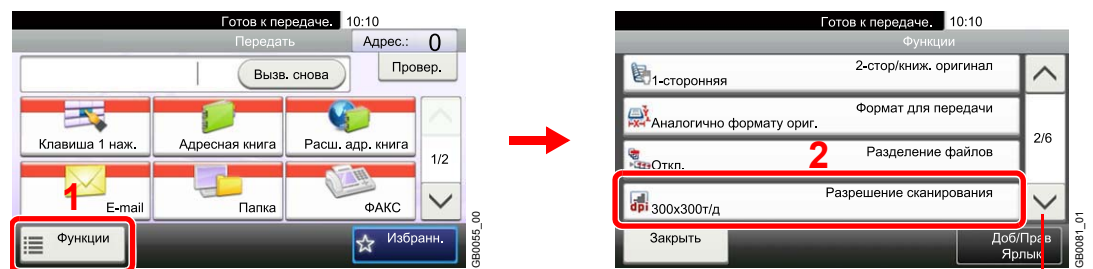 Готов к передаче. 10:10
Передать
Адрес.: 0
Вызв. снова
Провер.
Клавиша 1 наж.
Адресная книга
Расш. адр. книга
1/2
1
E-mail
Папка
ФАКС
Функции
Избранн.
GB0055_00
Готов к передаче. 10:10
Функции
2-стор/книж. оригинал
1-сторонняя
Формат для передачи
Аналогично формату ориг.
2/6
Разделение файлов
Откл.
2
Разрешение сканирования
dpi 300x300т/д
Закрыть
Доб/Прав
Ярлык
GB0081_01